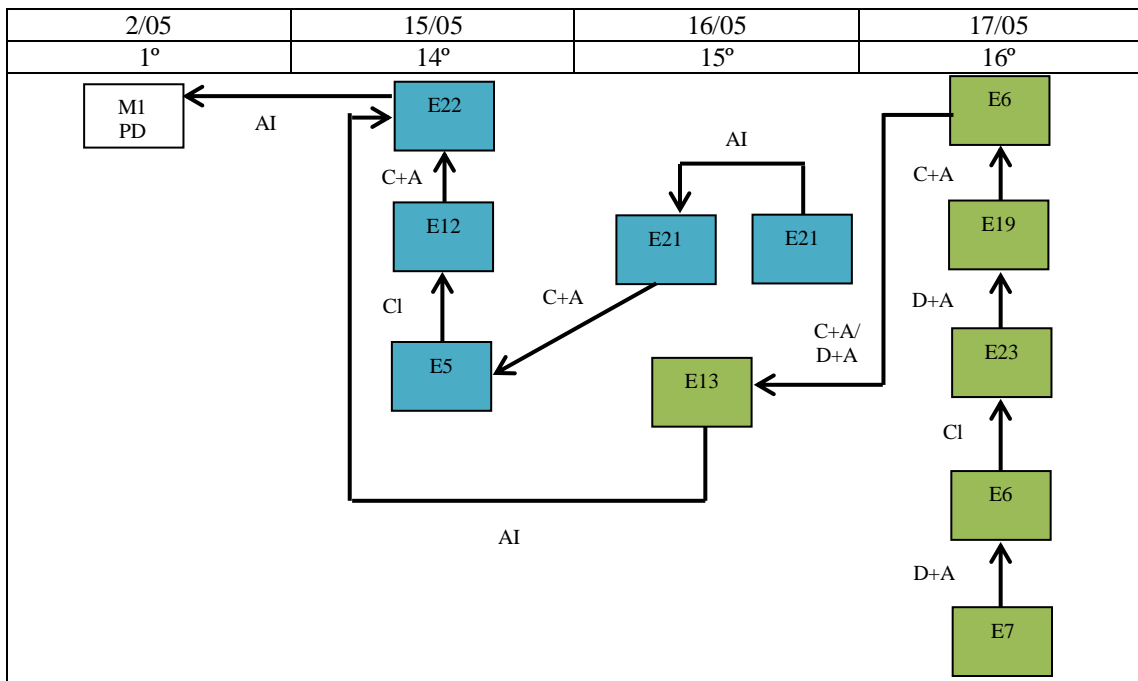 2/05
15/05
16/05
17/05
1º
14º
15º
16º
M1
PD
AI
E22
C+A
E12
Cl
E5
AI
E21
E21
C+A
E13
AI
C+A/
D+A
E6
C+A
E19
D+A
E23
Cl
E6
D+A
E7